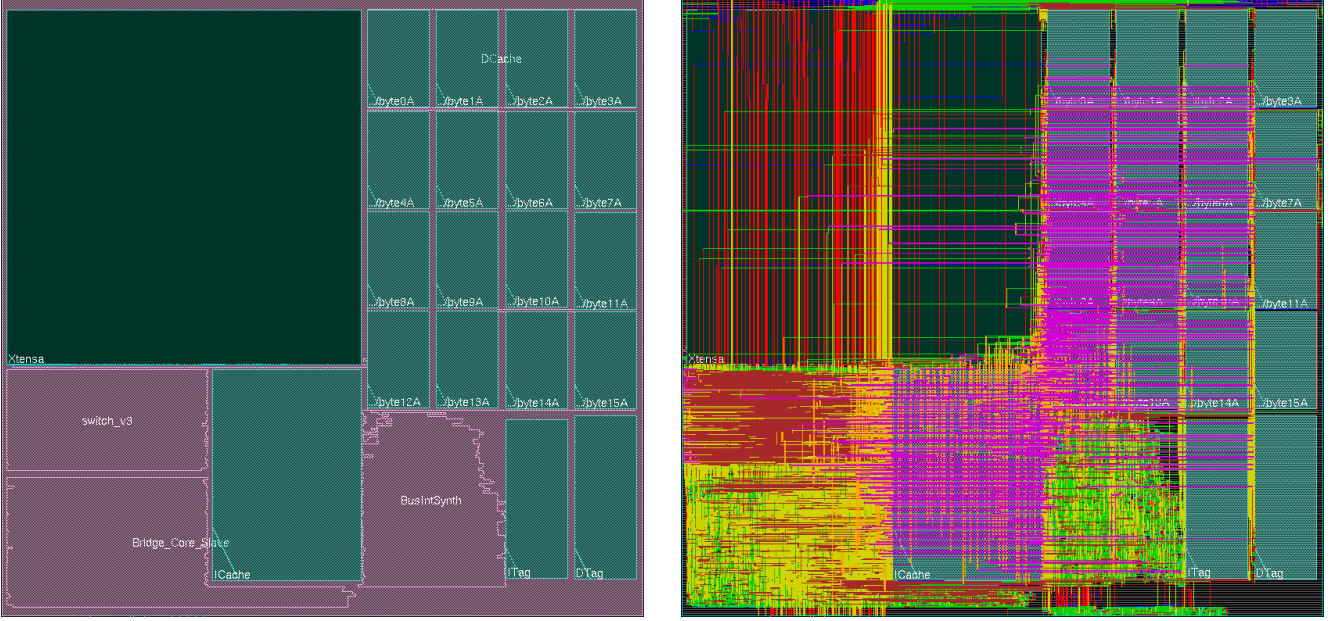 DCache
../byte0A
../byte1A
../byte2A
../byte3A
../byte4A
../byte5A
../byte6A
../byte7A
../byte8A
../byte9A
../byte10A
../byte11A
Xtensa
../byte12A
../byte13A
../byte14A
../byte15A
switch_v3
BusIntSynth
Bridge_Core_Slave
ICache
ITag
DTag
../byte3A
../byte7A
../byte11A
Xtensa
../byte14A
../byte15A
ICache
ITag
DTag